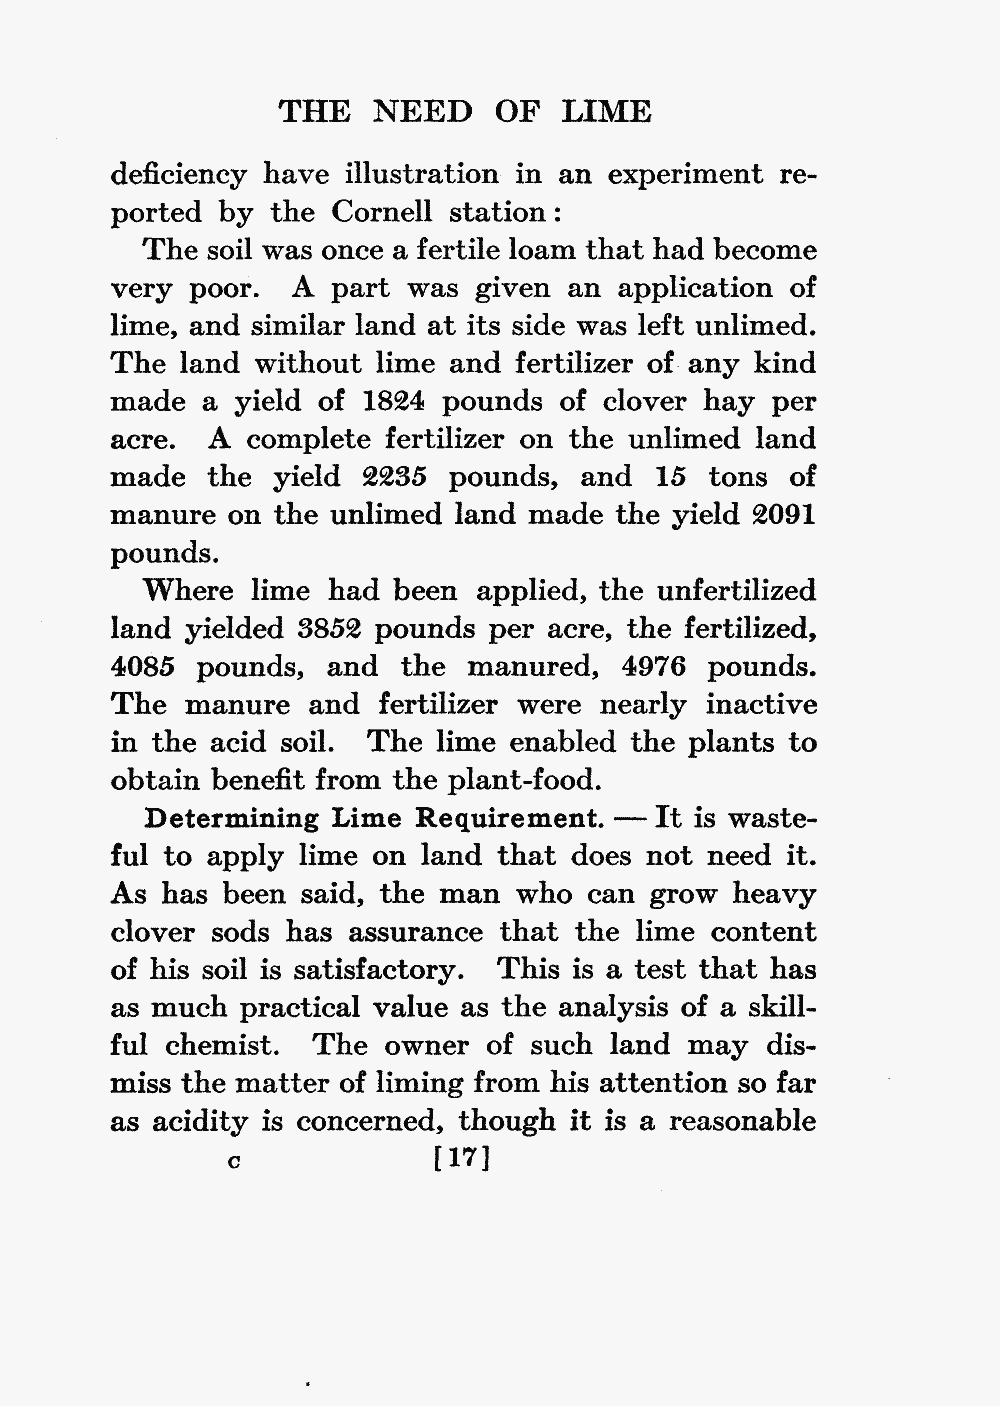 THE NEED OF LIME
deficiency have illustration in an experiment re-
ported by the Cornell station:
The soil was once a fertile loam that had become
very poor. A part was given an application of
lime, and similar land at its side was left unlimed.
The land without lime and fertilizer of any kind
made a yield of 1824 pounds of clover hay per
acre. A complete fertilizer on the unlimed land
made the yield 2235 pounds, and 15 tons of
manure on the unlimed land made the yield 2091
pounds.
Where lime had been applied, the unfertilized
land yielded 3852 pounds per acre, the fertilized,
4085 pounds, and the manured, 4976 pounds.
The manure and fertilizer were nearly inactive
in the acid soil. The lime enabled the plants to
obtain benefit from the plant-food.
Determining Lime Requirement. — It is waste-
ful to apply lime on land that does not need it.
As has been said, the man who can grow heavy
clover sods has assurance that the lime content
of his soil is satisfactory. This is a test that has
as much practical value as the analysis of a skill-
ful chemist. The owner of such land may dis-
miss the matter of liming from his attention so far
as acidity is concerned, though it is a reasonable
c [17]